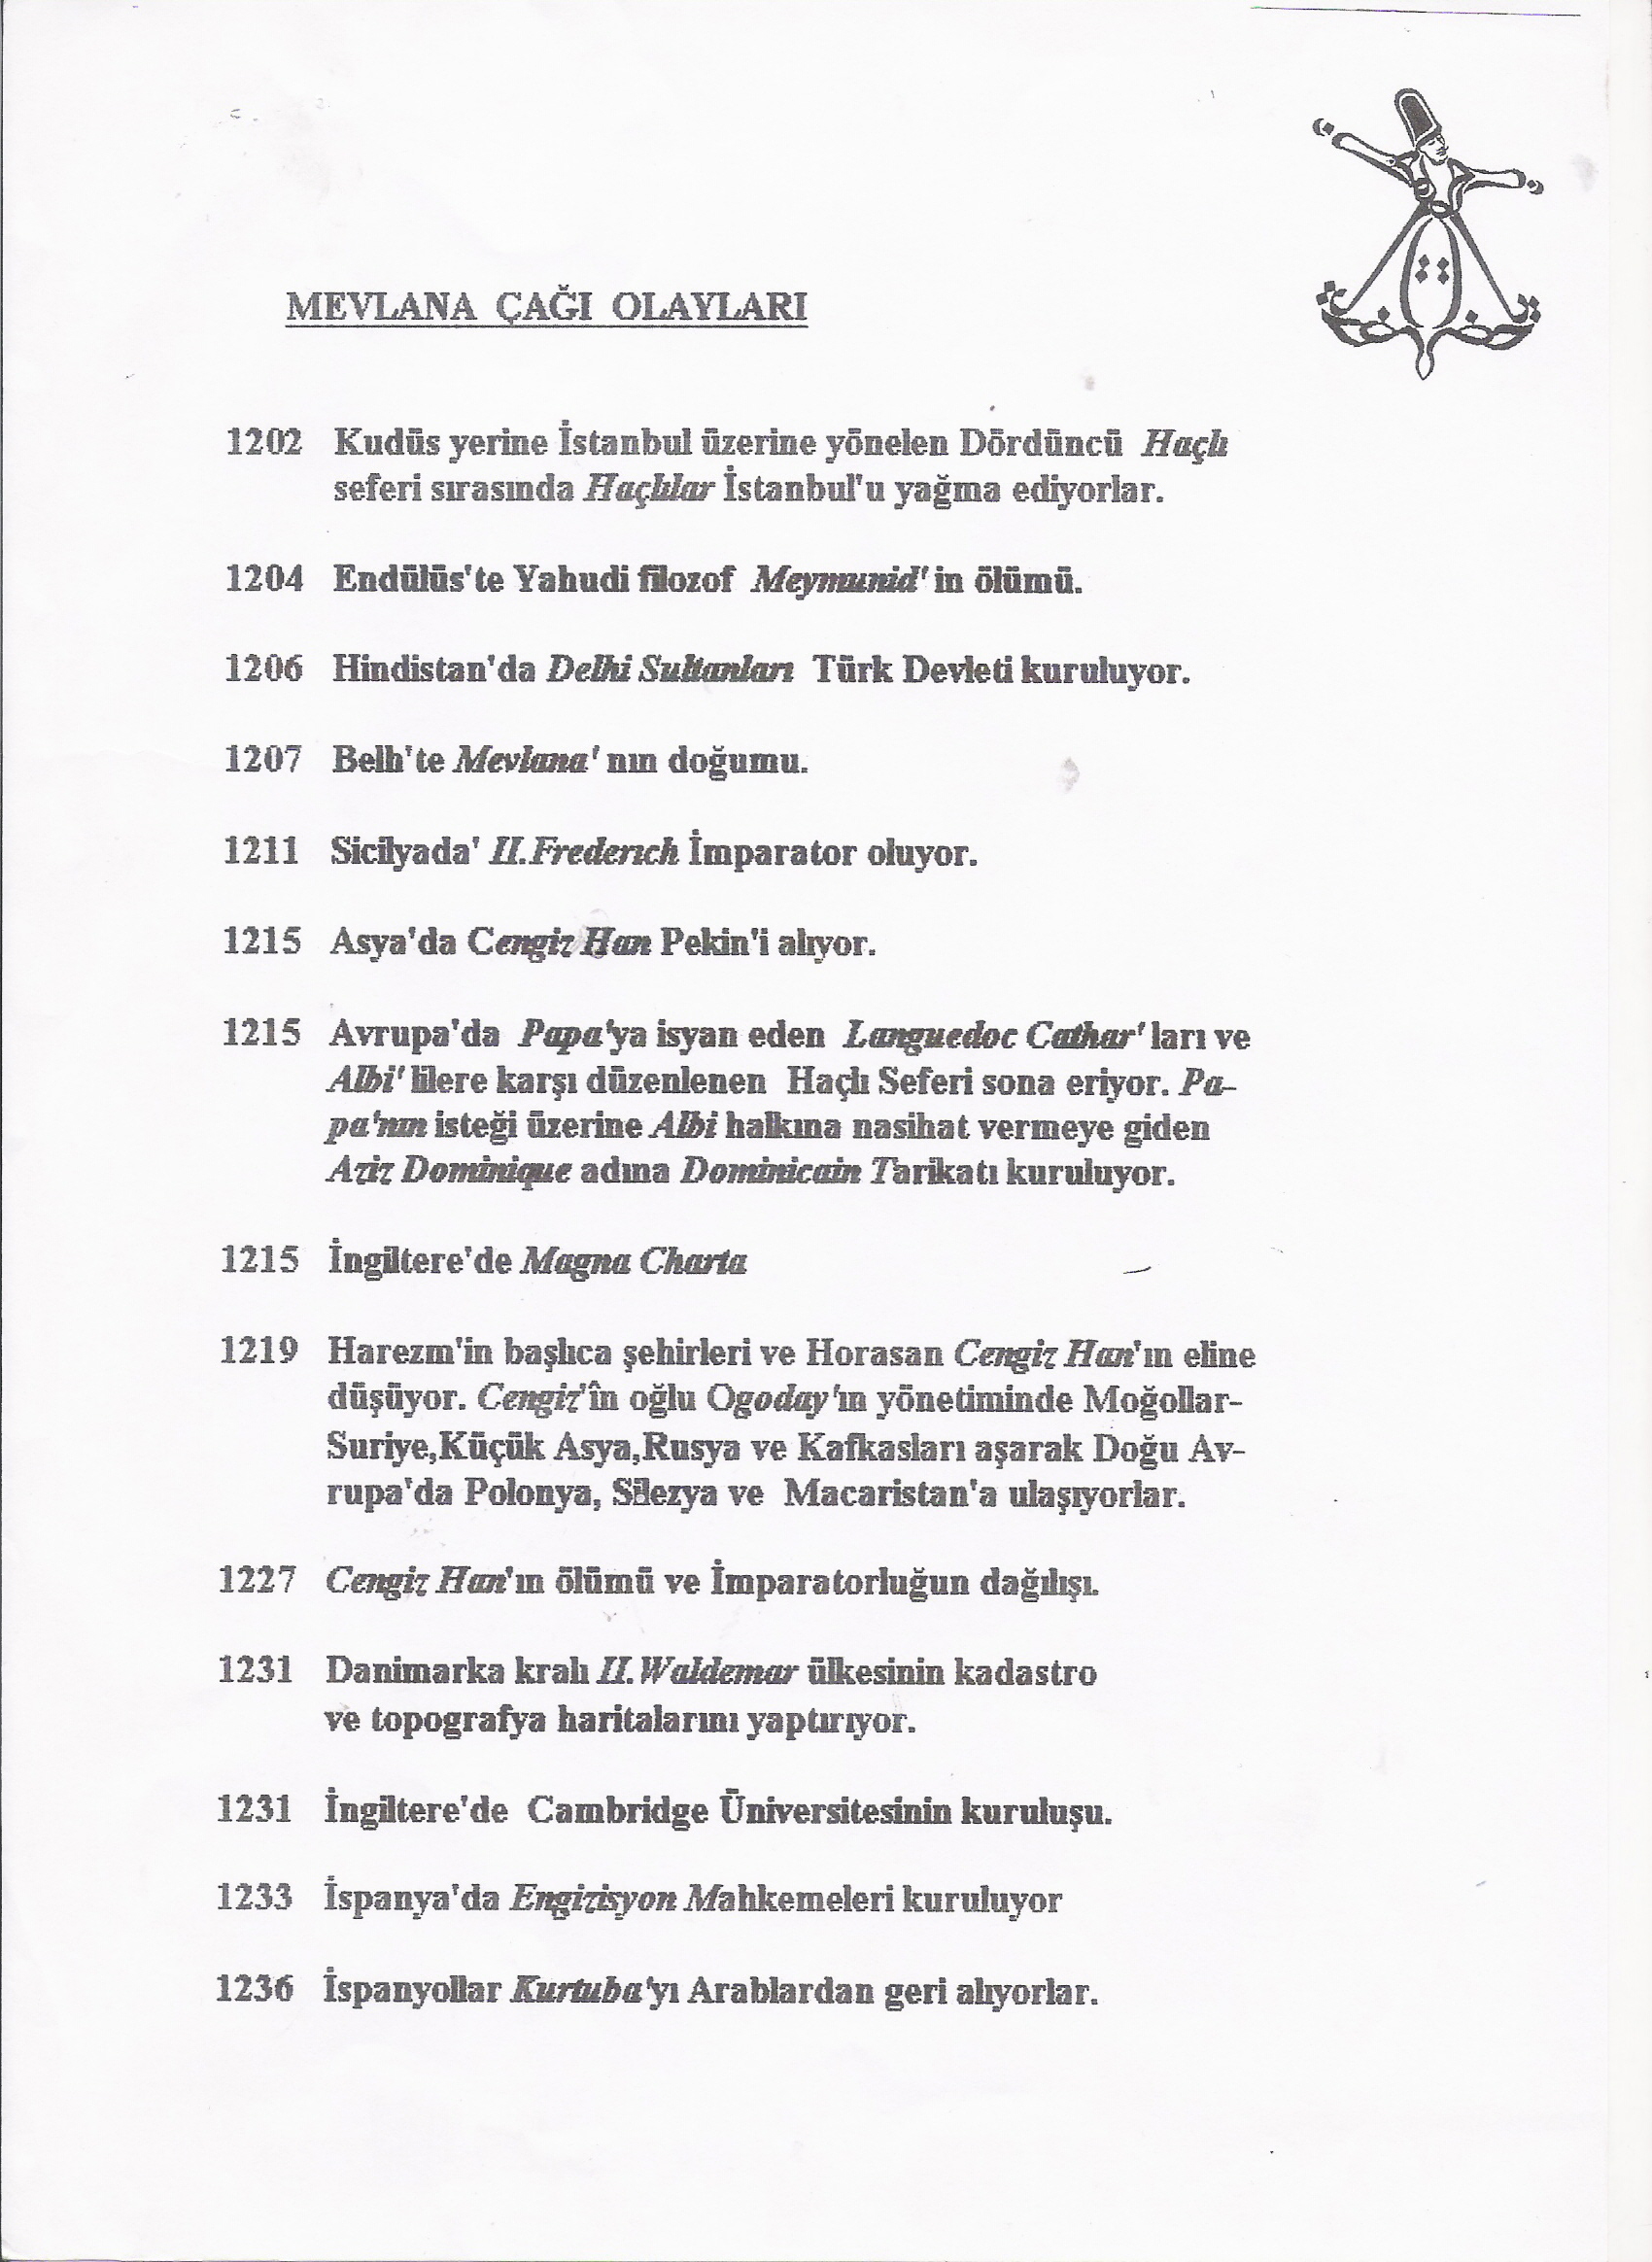 MEVLANA ÇAĞI OLAYLARI
1202 Kudüs yerine İstanbul üzerine yönelen Dördüncü Haçlı
seferi sırasında Haçlılar İstanbul'u yağma ediyorlar.
1204 Endülüs'te Yahudi filozof Meymunid' in ölümü.
1206 Hindistan'da Delhi Sultanları Türk Devleti kuruluyor.
1207 Belh'te Mevlana' nın doğumu.
1211 Sicilyada' II.Frederıch İmparator oluyor.
1215 Asya'da Cengiz Han Pekin'i alıyor.
1215 Avrupa'da Papa'ya isyan eden Languedoc Cathar' ları ve
Albi' lilere karşı düzenlenen Haçlı Seferi sona eriyor. Pa-
pa'nın isteği üzerine Albi halkına nasihat vermeye giden
Aziz Dominique adına Dominicain Tarikatı kuruluyor.
1215 İngiltere'de Magna Charta
1219 Harezm'in başlıca şehirleri ve Horasan Cengiz Han'ın eline
düşüyor. Cengiz'în oğlu Ogoday'ın yönetiminde Moğollar-
Suriye,Küçük Asya,Rusya ve Kafkasları aşarak Doğu Av-
rupa'da Polonya, Silezya ve Macaristan'a ulaşıyorlar.
1227 Cengiz Han'ın ölümü ve İmparatorluğun dağılışı.
1231 Danimarka kralı II.Waldemar ülkesinin kadastro
ve topografya haritalarını yaptırıyor.
1231 İngiltere'de Cambridge Üniversitesinin kuruluşu.
1233 İspanya'da Engizisyon Mahkemeleri kuruluyor
1236 İspanyollar Kurtuba'yı Arablardan geri alıyorlar.